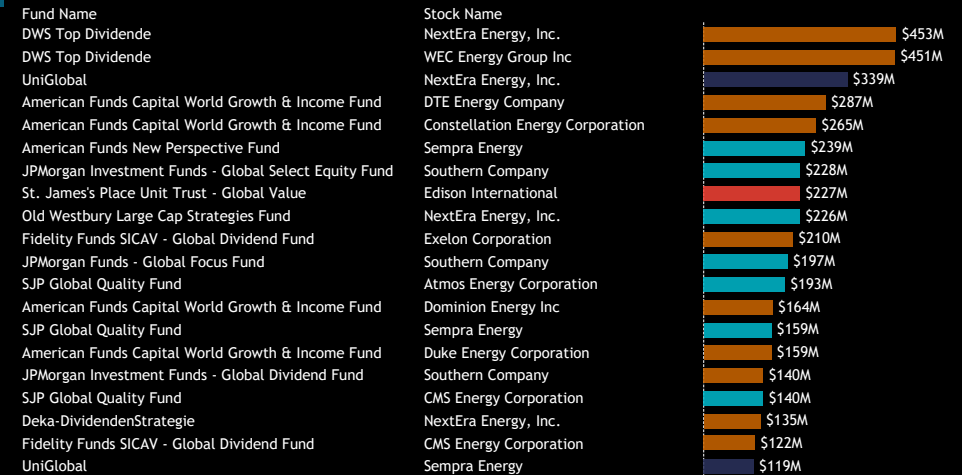 Fund Name Stock Name
DWS Top Dividende NextEra Energy, Inc. $453M
DWS Top Dividende WEC Energy Group Inc $451M
UniGlobal NextEra Energy, Inc. $339M
American Funds Capital World Growth & Income Fund DTE Energy Company $287M
American Funds Capital World Growth & Income Fund Constellation Energy Corporation $265M
American Funds New Perspective Fund Sempra Energy $239M
JPMorgan Investment Funds - Global Select Equity Fund Southern Company $228M
St. James's Place Unit Trust - Global Value Edison International $227M
Old Westbury Large Cap Strategies Fund NextEra Energy, Inc. $226M
Fidelity Funds SICAV - Global Dividend Fund Exelon Corporation $210M
JPMorgan Funds - Global Focus Fund Southern Company $197M
SJP Global Quality Fund Atmos Energy Corporation $193M
American Funds Capital World Growth & Income Fund Dominion Energy Inc $164M
SJP Global Quality Fund Sempra Energy $159M
American Funds Capital World Growth & Income Fund Duke Energy Corporation $159M
JPMorgan Investment Funds - Global Dividend Fund Southern Company $140M
SJP Global Quality Fund CMS Energy Corporation $140M
Deka-DividendenStrategie NextEra Energy, Inc. $135M
Fidelity Funds SICAV - Global Dividend Fund CMS Energy Corporation $122M
UniGlobal Sempra Energy $119M